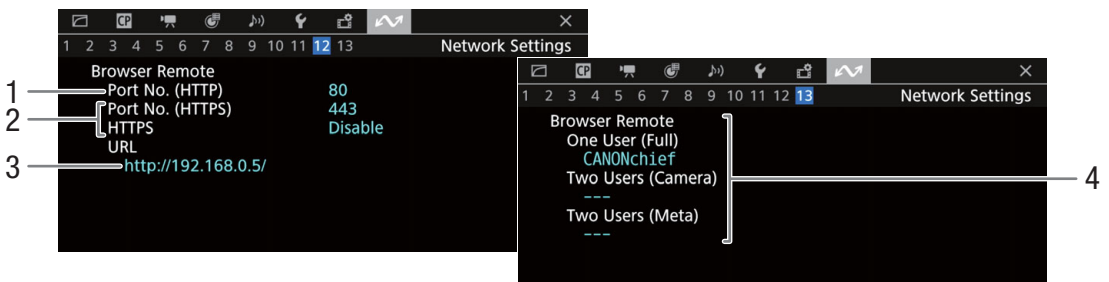 CP
1 2 3 4 5 6 7 8 9 10 11 12 13 Network Settings
Browser Remote
1 Port No. (HTTP) 80
2 Port No. (HTTPS) 443
HTTPS Disable
URL
3 http://192.168.0.5/
CP
1 2 3 4 5 6 7 8 9 10 11 12 13 Network Settings
Browser Remote
One User (Full)
CANONchief
Two Users (Camera)
---
Two Users (Meta)
---
4